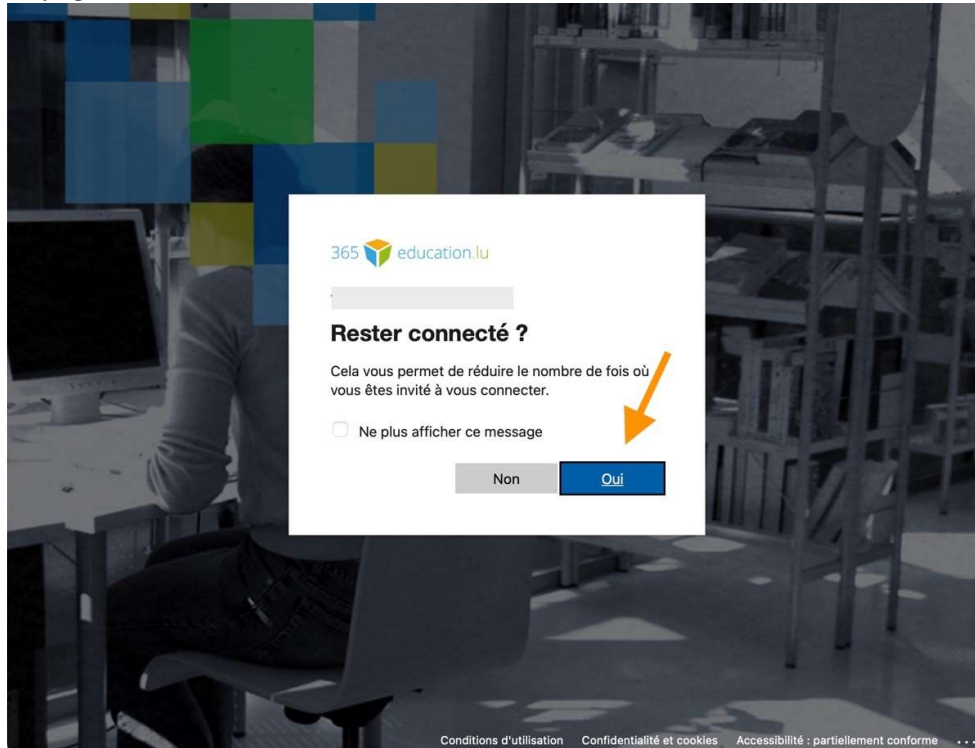 365 education.lu
Rester connecté ?
Cela vous permet de réduire le nombre de fois où
vous êtes invité à vous connecter.
Ne plus afficher ce message
Non Oui
Conditions d'utilisation Confidentialité et cookies Accessibilité : partiellement conforme ...